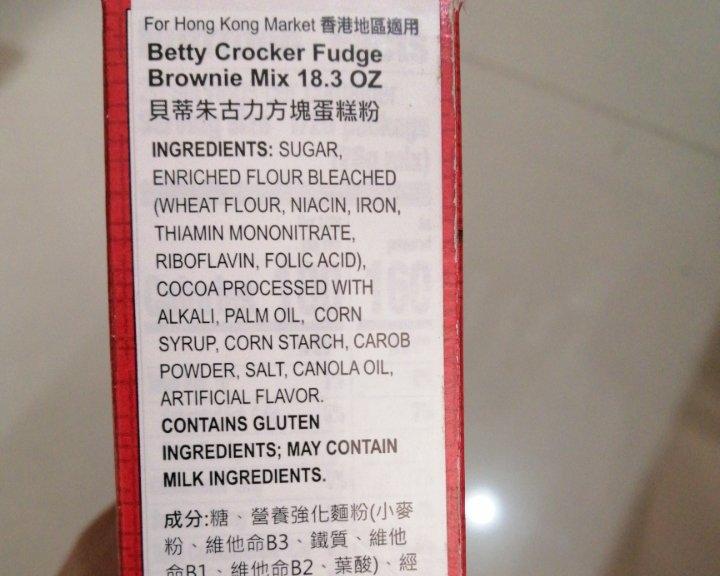 For Hong Kong Market 香港地區適用
Betty Crocker Fudge
Brownie Mix 18.3 OZ
貝蒂朱古力方塊蛋糕粉
INGREDIENTS: SUGAR,
ENRICHED FLOUR BLEACHED
(WHEAT FLOUR, NIACIN, IRON,
THIAMIN MONONITRATE,
RIBOFLAVIN, FOLIC ACID),
COCOA PROCESSED WITH
ALKALI, PALM OIL, CORN
SYRUP, CORN STARCH, CAROB
POWDER, SALT, CANOLA OIL,
ARTIFICIAL FLAVOR.
CONTAINS GLUTEN
INGREDIENTS; MAY CONTAIN
MILK INGREDIENTS.
成分:糖、營養強化麵粉(小麥
粉、維他命B3、鐵質、維他
命B1、維他命B2、葉酸)、經